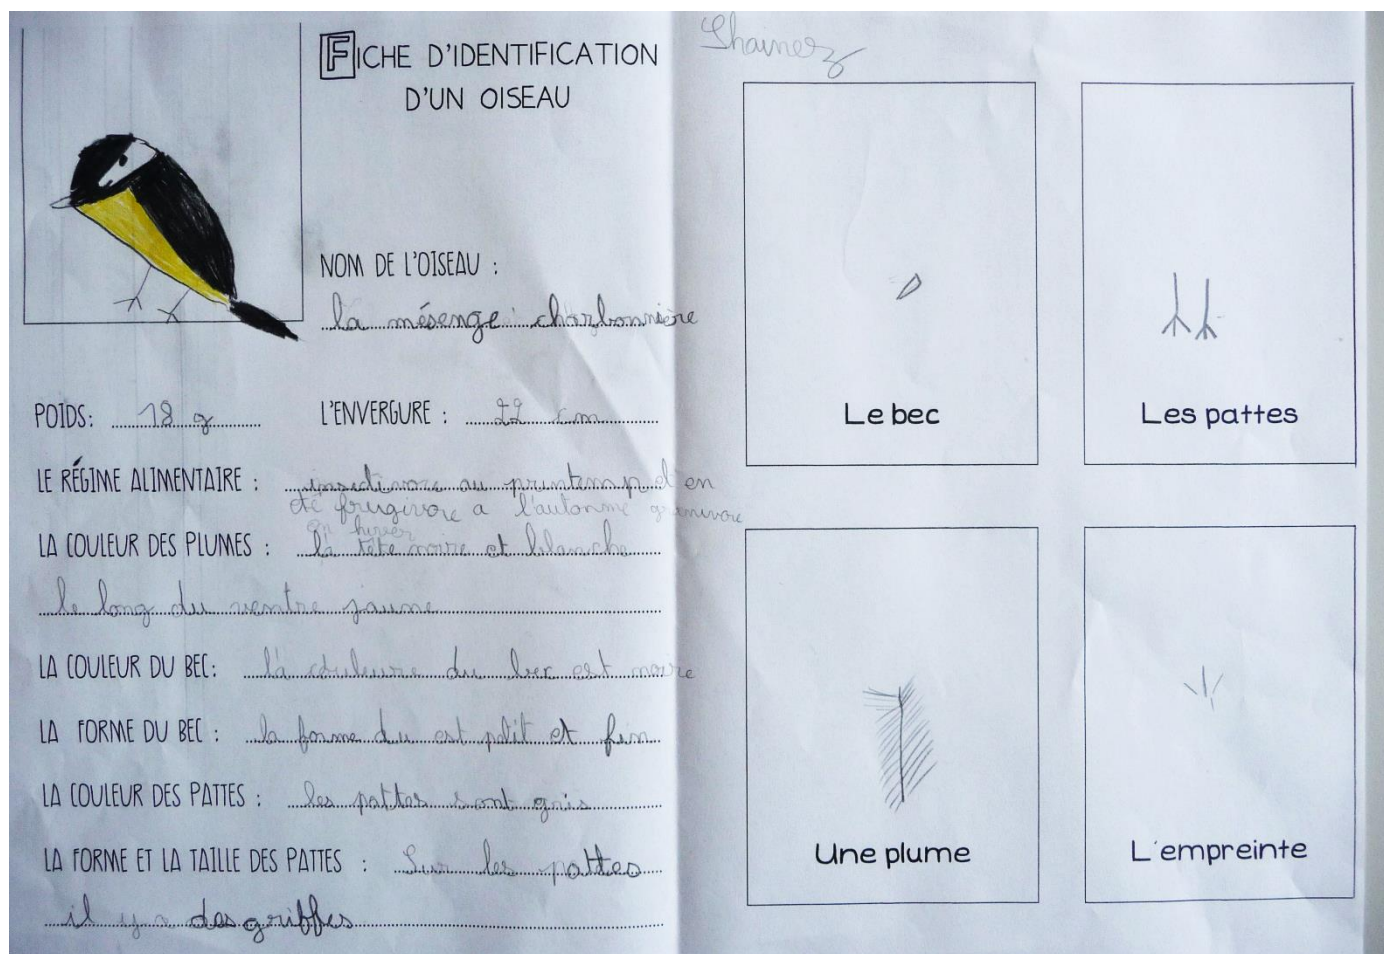 FICHE D'IDENTIFICATION
D'UN OISEAU
NOM DE L'OISEAU :
la mésenge charbonnière
POIDS: 18 g
L'ENVERGURE : 22 cm
LE RÉGIME ALIMENTAIRE : insectivore au printemp d'en
été frugivore a l'automne granivore
en hiver
LA COULEUR DES PLUMES : la tête noire et blanche
le long du ventre jaune
LA COULEUR DU BEC: la couleure du bec est noire
LA FORME DU BEC : la forme du est petit et fin
LA COULEUR DES PATTES : les pattes sont gris
LA FORME ET LA TAILLE DES PATTES : Sur les pattes
il y a des griffes
Shainez
Le bec
Les pattes
Une plume
L'empreinte